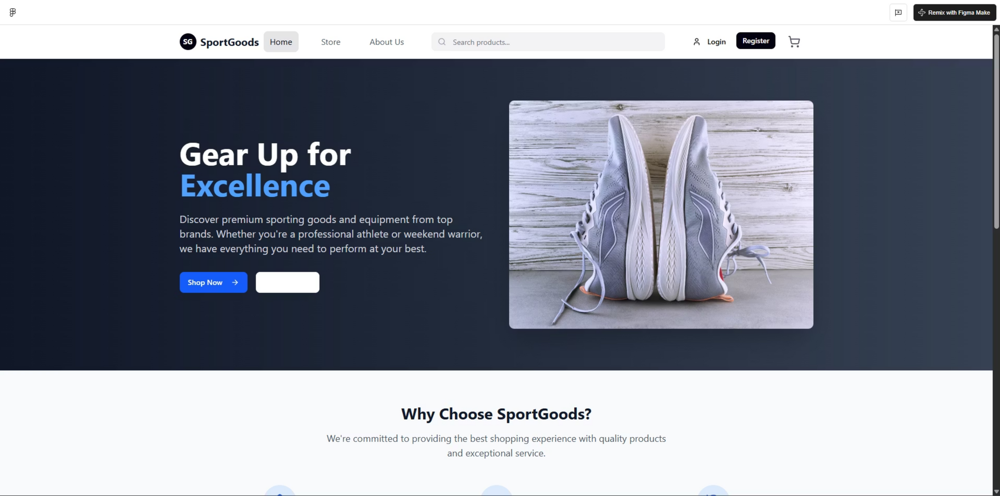 Remix with Figma Make
SG SportGoods Home Store About Us Search products... Login Register
Gear Up for
Excellence
Discover premium sporting goods and equipment from top
brands. Whether you're a professional athlete or weekend warrior,
we have everything you need to perform at your best.
Shop Now
Why Choose SportGoods?
We're committed to providing the best shopping experience with quality products
and exceptional service.